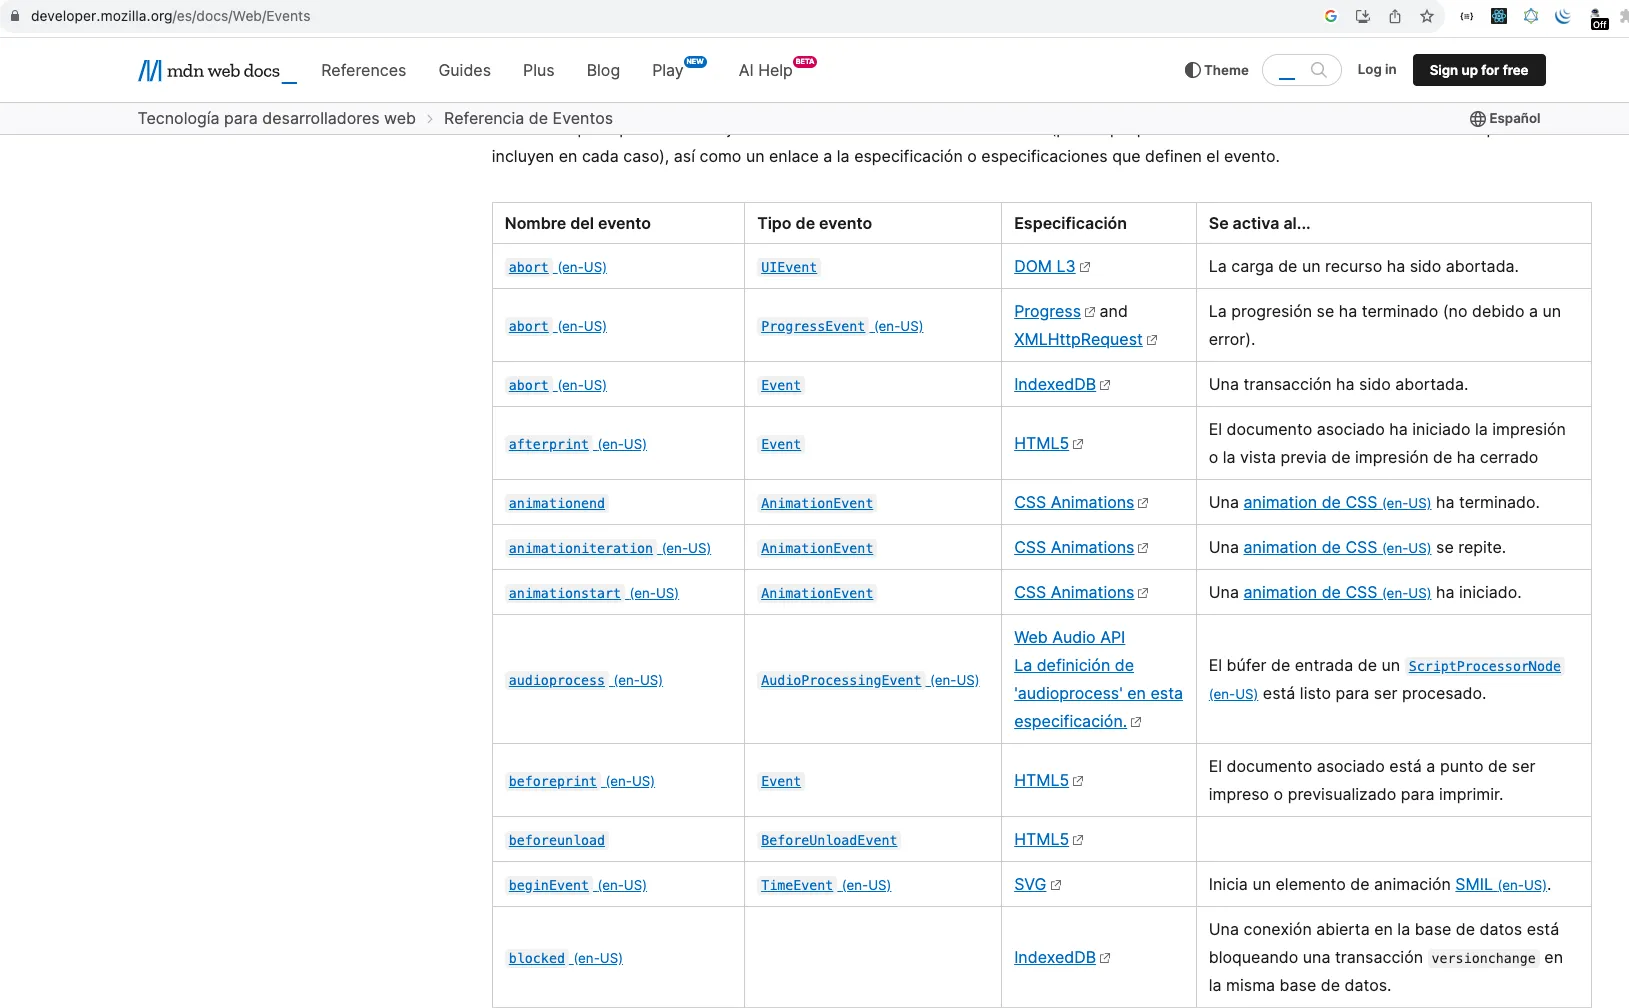 developer.mozilla.org/es/docs/Web/Events
Off
mdn web docs_
References
Guides
Plus
Blog
Play NEW
AI Help BETA
Theme
Log in
Sign up for free
Tecnología para desarrolladores web > Referencia de Eventos
Español
incluyen en cada caso), así como un enlace a la especificación o especificaciones que definen el evento.
Nombre del evento Tipo de evento Especificación Se activa al...
abort (en-US) UIEvent DOM L3 La carga de un recurso ha sido abortada.
abort (en-US) ProgressEvent (en-US) Progress and
XMLHttpRequest
La progresión se ha terminado (no debido a un
error).
abort (en-US) Event IndexedDB Una transacción ha sido abortada.
afterprint (en-US) Event HTML5
El documento asociado ha iniciado la impresión
o la vista previa de impresión de ha cerrado
animationend AnimationEvent CSS Animations Una animation de CSS (en-US) ha terminado.
animationiteration (en-US) AnimationEvent CSS Animations Una animation de CSS (en-US) se repite.
animationstart (en-US) AnimationEvent CSS Animations Una animation de CSS (en-US) ha iniciado.
audioprocess (en-US) AudioProcessingEvent (en-US)
Web Audio API
La definición de
'audioprocess' en esta
especificación.
El búfer de entrada de un ScriptProcessorNode
(en-US) está listo para ser procesado.
beforeprint (en-US) Event HTML5
El documento asociado está a punto de ser
impreso o previsualizado para imprimir.
beforeunload BeforeUnloadEvent HTML5
beginEvent (en-US) TimeEvent (en-US) SVG Inicia un elemento de animación SMIL (en-US).
blocked (en-US) IndexedDB
Una conexión abierta en la base de datos está
bloqueando una transacción versionchange en
la misma base de datos.